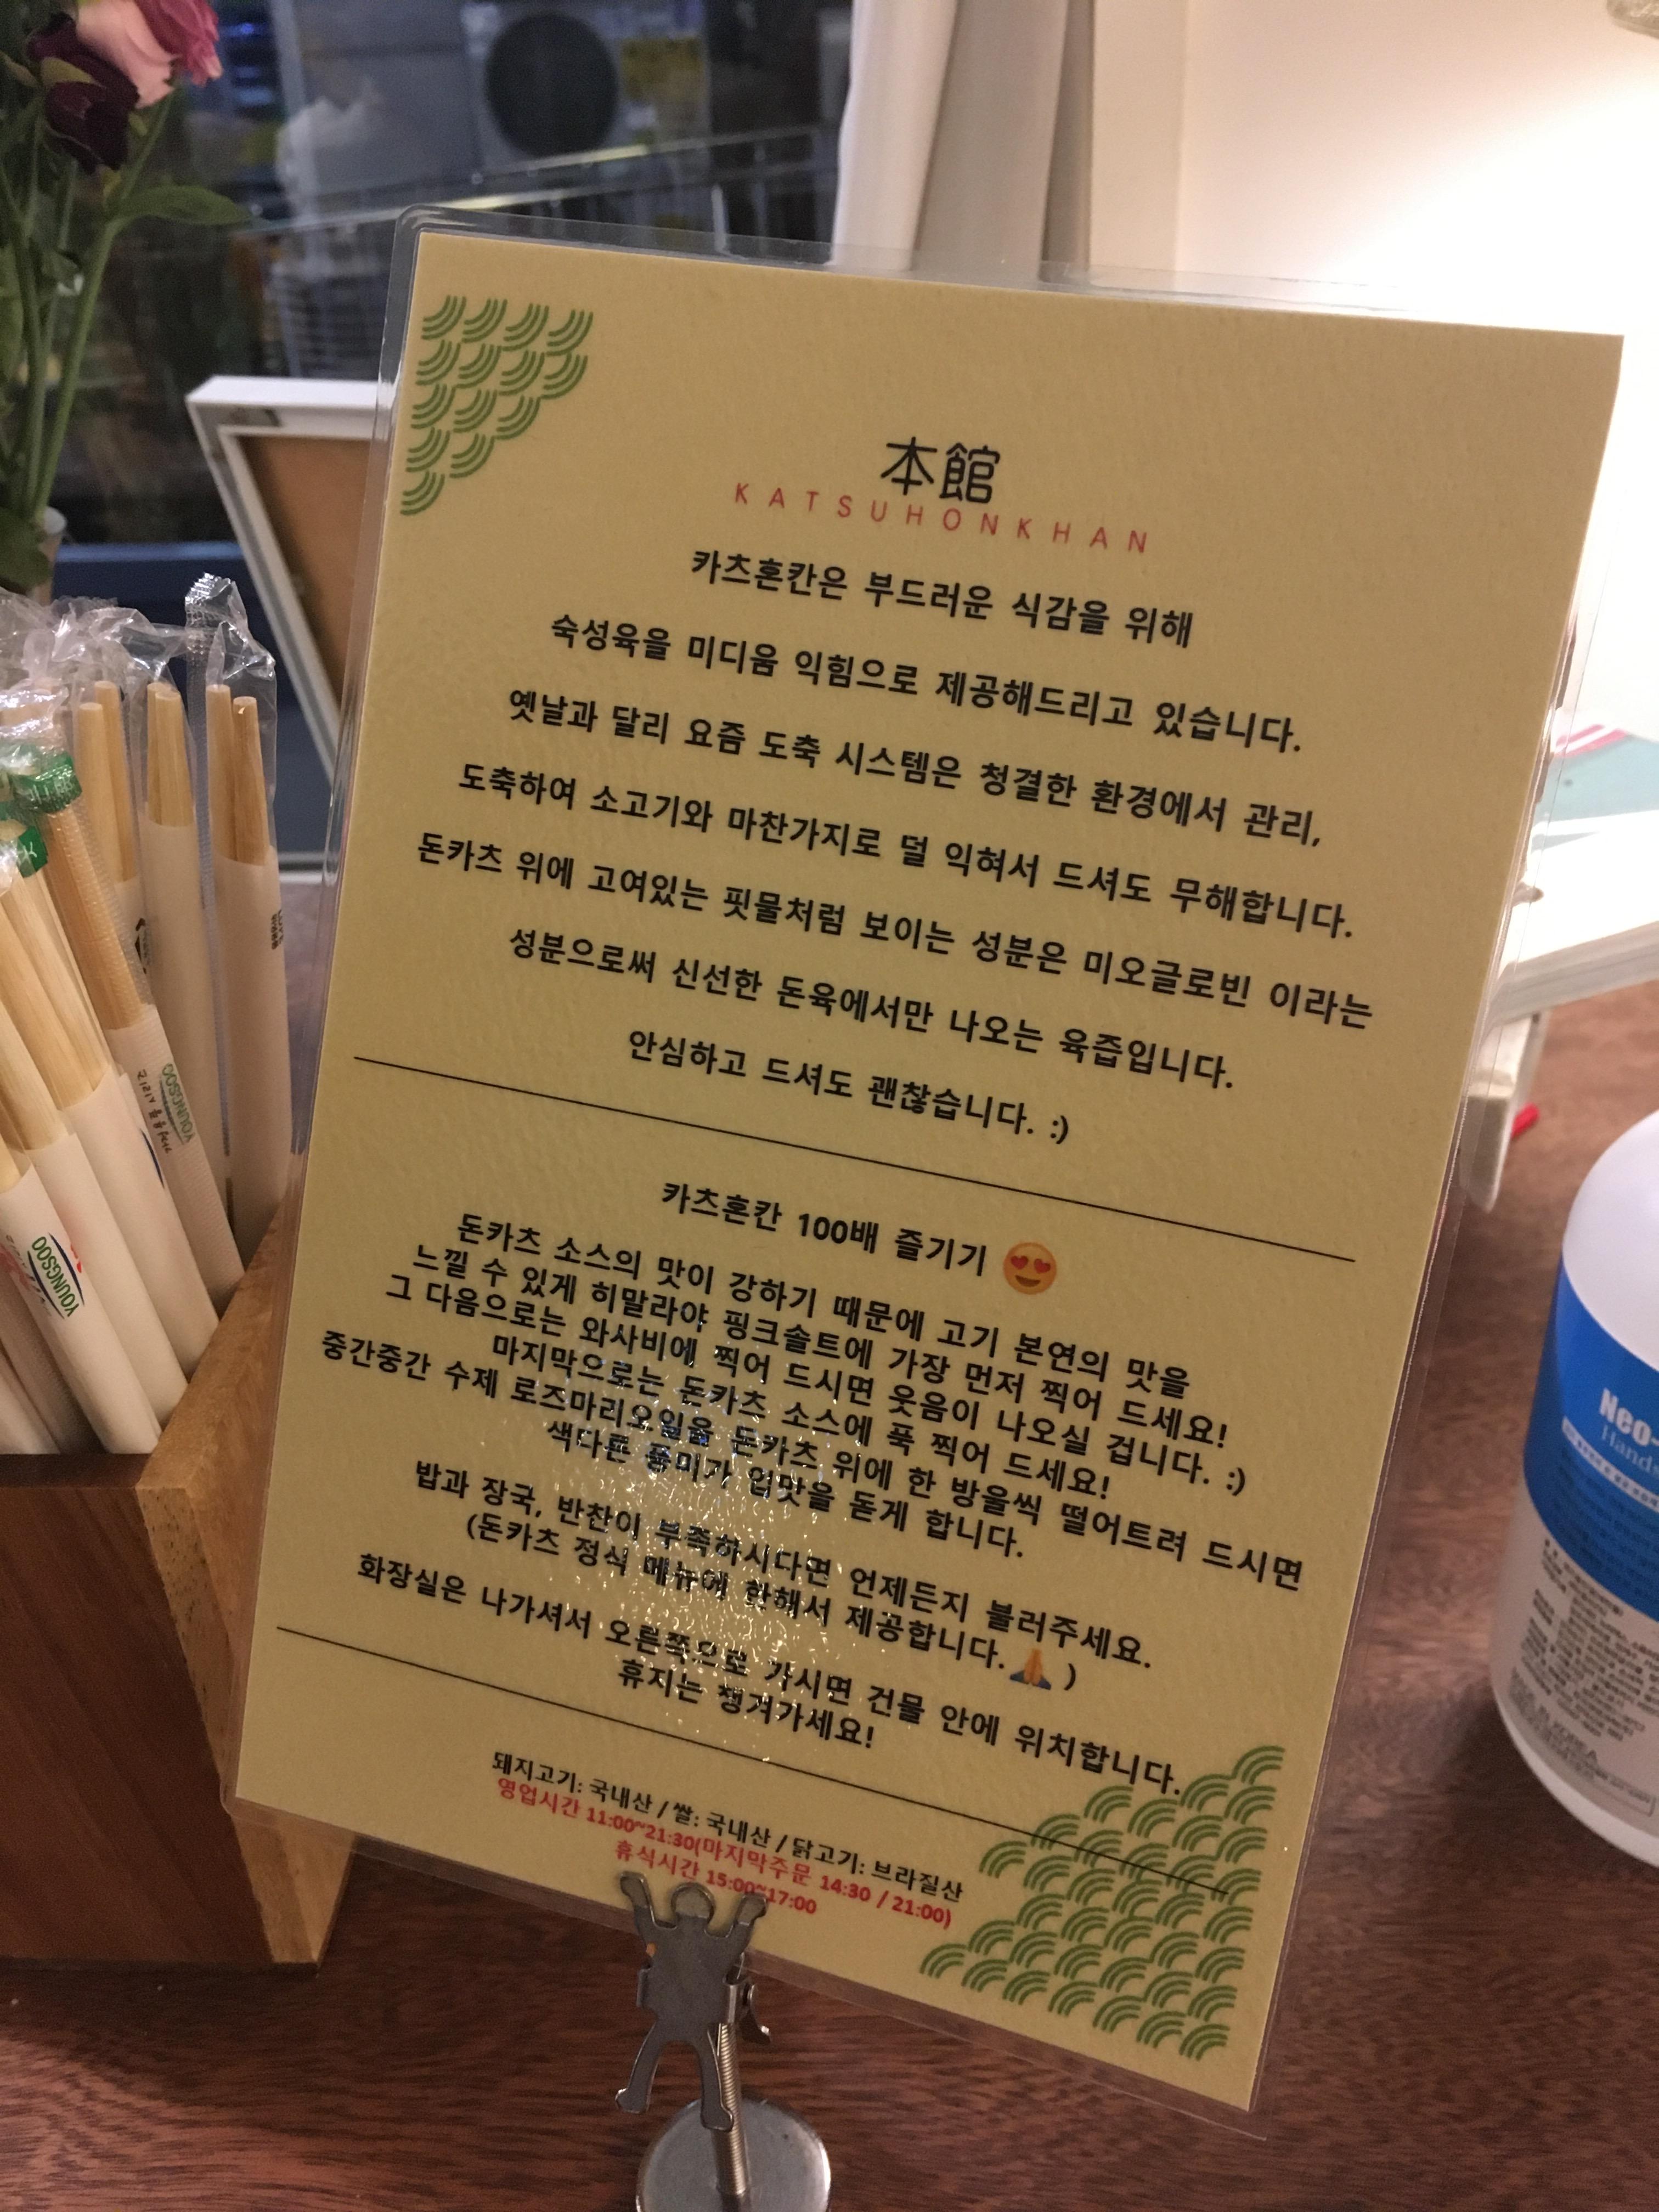 本館
KATSUHONKHAN
카츠혼칸은 부드러운 식감을 위해
숙성육을 미디움 익힘으로 제공해드리고 있습니다.
옛날과 달리 요즘 도축 시스템은 청결한 환경에서 관리,
도축하여 소고기와 마찬가지로 덜 익혀서 드셔도 무해합니다.
돈카츠 위에 고여있는 핏물처럼 보이는 성분은 미오글로빈 이라는
성분으로써 신선한 돈육에서만 나오는 육즙입니다.
안심하고 드셔도 괜찮습니다. :)
카츠혼칸 100배 즐기기 😍
돈카츠 소스의 맛이 강하기 때문에 고기 본연의 맛을
느낄 수 있게 히말라야 핑크솔트에 가장 먼저 찍어 드세요!
그 다음으로는 와사비에 찍어 드시면 웃음이 나오실 겁니다. :)
마지막으로는 돈카츠 소스에 푹 찍어 드세요!
중간중간 수제 로즈마리오일을 돈카츠 위에 한 방울씩 떨어트려 드시면
색다른 풍미가 입맛을 돋게 합니다.
밥과 장국, 반찬이 부족하시다면 언제든지 불러주세요.
(돈카츠 정식 메뉴에 한해서 제공합니다.🙏)
화장실은 나가셔서 오른쪽으로 가시면 건물 안에 위치합니다.
휴지는 챙겨가세요!
돼지고기: 국내산 / 쌀: 국내산 / 닭고기: 브라질산
영업시간 11:00~21:30(마지막주문 14:30 / 21:00)
휴식시간 15:00~17:00
YOUNGSOO
YOUNGSOO
Neo-
Hands